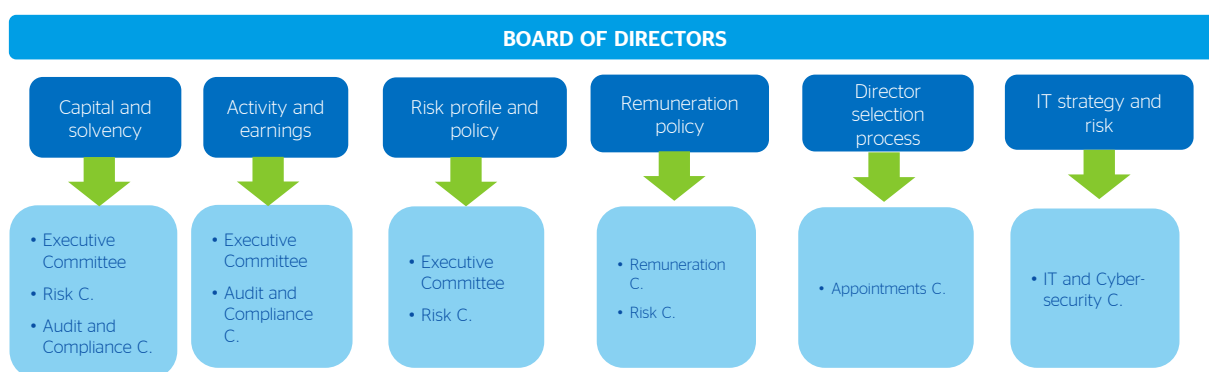 BOARD OF DIRECTORS
Capital and
solvency
Activity and
earnings
Risk profile and
policy
Remuneration
policy
Director
selection
process
IT strategy and
risk
• Executive
Committee
• Risk C.
• Audit and
Compliance C.
• Executive
Committee
• Audit and
Compliance
C.
• Executive
Committee
• Risk C.
• Remuneration
C.
• Risk C.
• Appointments C.
• IT and Cyber-
security C.